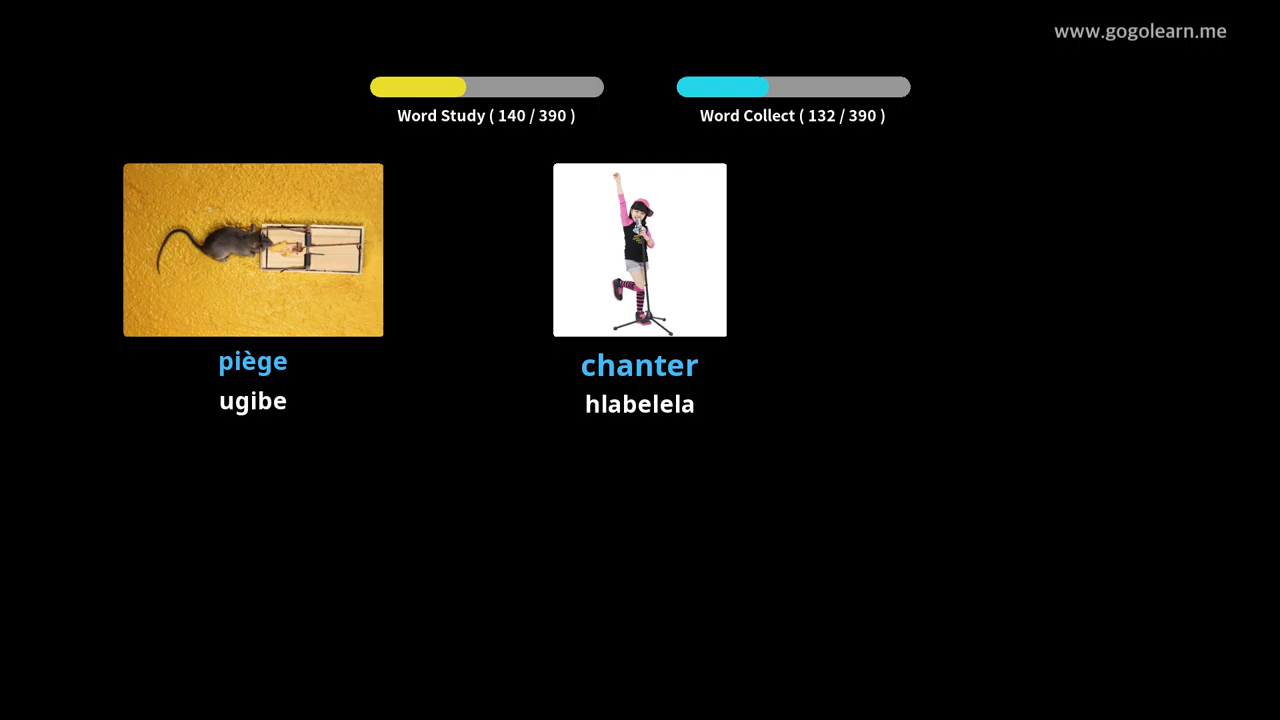 www.gogolearn.me
Word Study ( 140 / 390 )
Word Collect ( 132 / 390 )
piège
ugibe
chanter
hlabelela